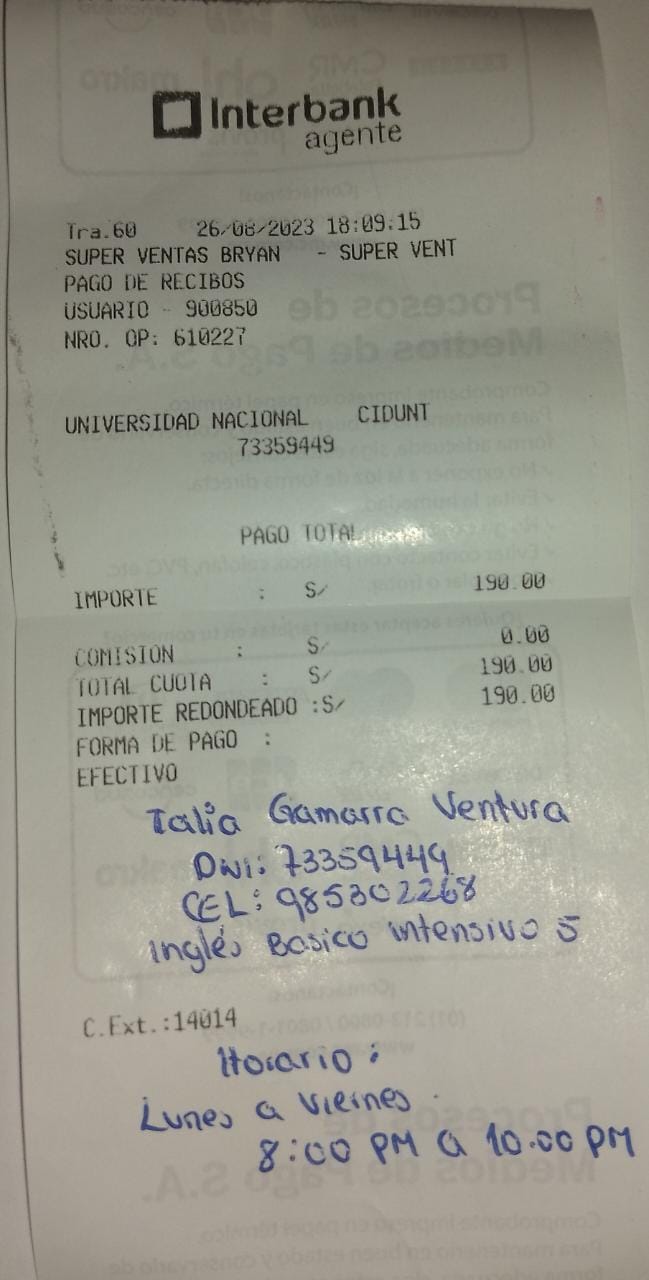 Interbank
agente
Tra.60 26/08/2023 18:09:15
SUPER VENTAS BRYAN - SUPER VENT
PAGO DE RECIBOS
USUARIO - 900850
NRO. OP: 610227
UNIVERSIDAD NACIONAL CIDUNT
73359449
PAGO TOTAL
IMPORTE : S/ 190.00
COMISION : S/ 0.00
TOTAL CUOTA : S/ 190.00
IMPORTE REDONDEADO :S/ 190.00
FORMA DE PAGO :
EFECTIVO
Talia Gamarra Ventura
DNI: 73359449
CEL: 985302268
Inglés Basico intensivo 5
C.Ext.:14014
Horario:
Lunes a Viernes.
8:00 PM a 10.00 PM